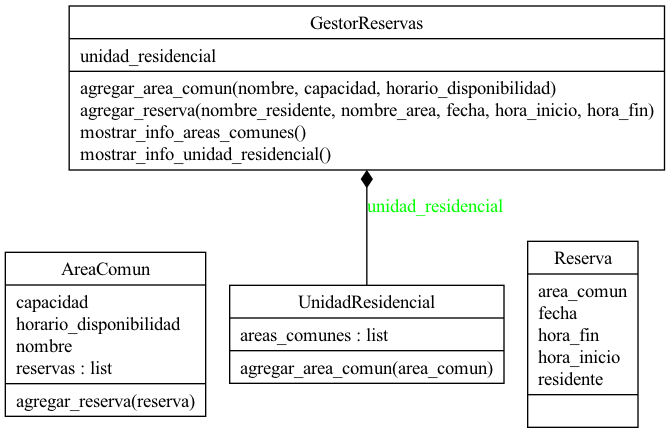 GestorReservas
unidad_residencial
agregar_area_comun(nombre, capacidad, horario_disponibilidad)
agregar_reserva(nombre_residente, nombre_area, fecha, hora_inicio, hora_fin)
mostrar_info_areas_comunes()
mostrar_info_unidad_residencial()
unidad_residencial
AreaComun
capacidad
horario_disponibilidad
nombre
reservas : list
agregar_reserva(reserva)
UnidadResidencial
areas_comunes : list
agregar_area_comun(area_comun)
Reserva
area_comun
fecha
hora_fin
hora_inicio
residente